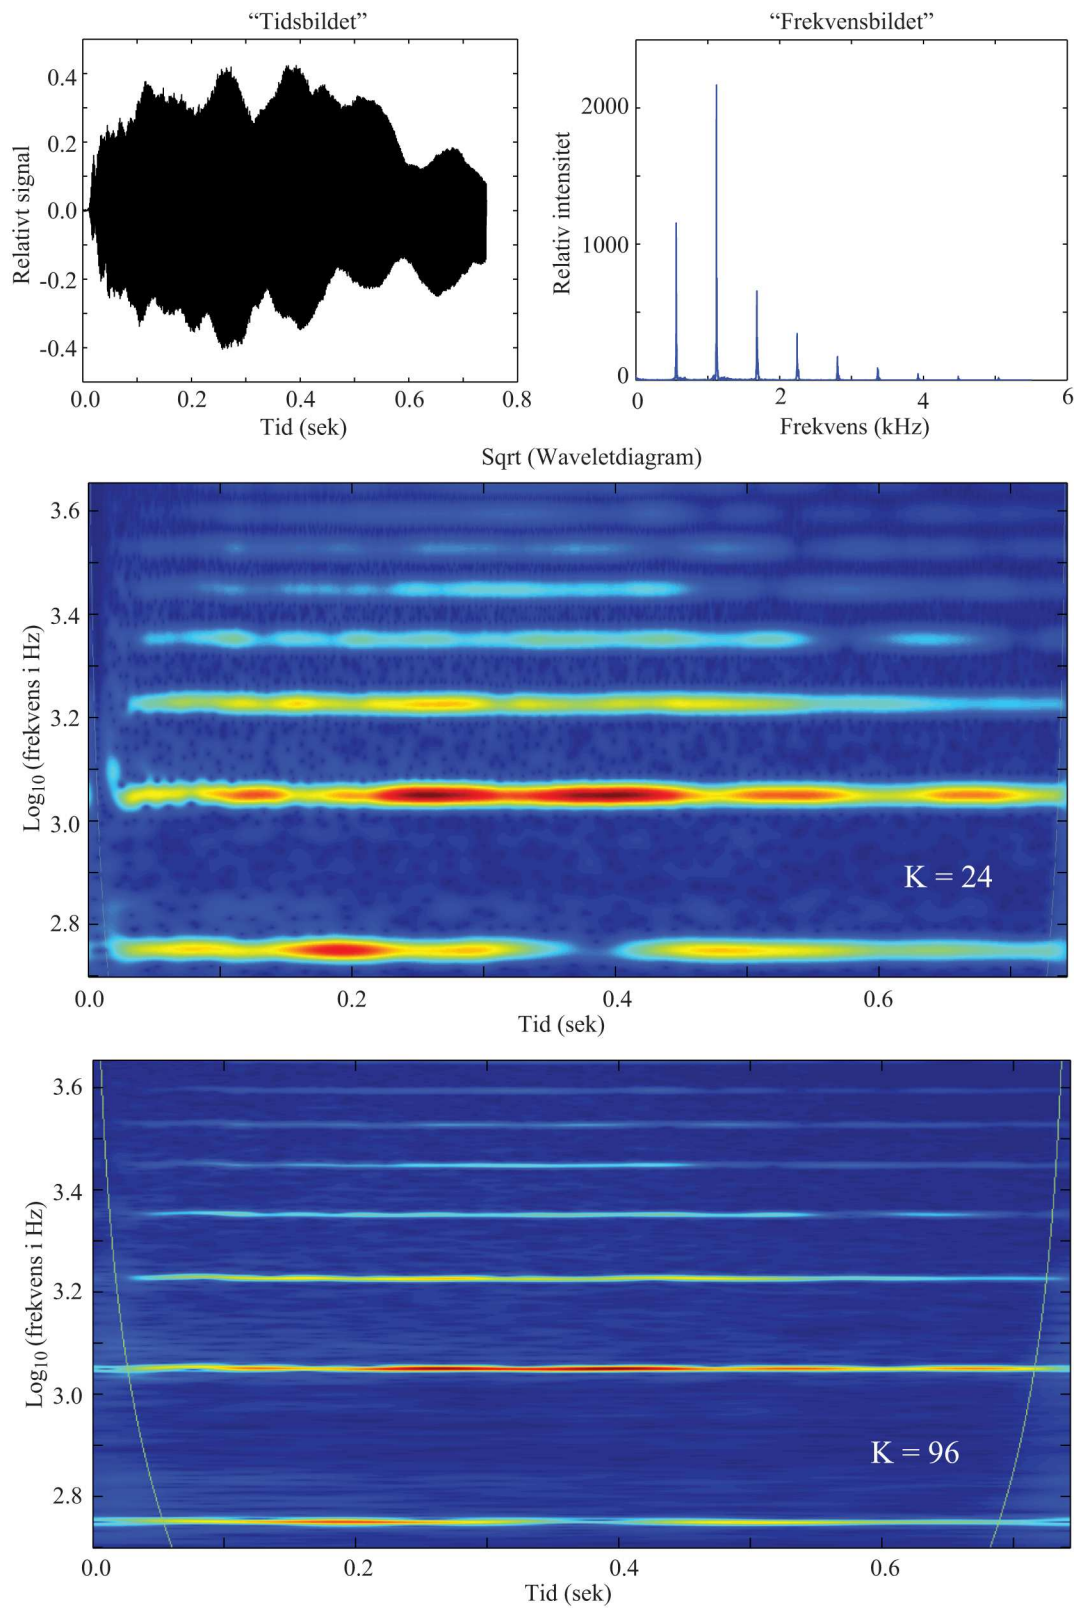 “Tidsbildet”
“Frekvensbildet”
Relativt signal
0.4
0.2
0.0
-0.2
-0.4
0.0 0.2 0.4 0.6 0.8
Tid (sek)
Relativ intensitet
2000
1000
0
0 2 4 6
Frekvens (kHz)
Sqrt (Waveletdiagram)
Log10 (frekvens i Hz)
3.6
3.4
3.2
3.0
2.8
K = 24
0.0 0.2 0.4 0.6
Tid (sek)
Log10 (frekvens i Hz)
3.6
3.4
3.2
3.0
2.8
K = 96
0.0 0.2 0.4 0.6
Tid (sek)